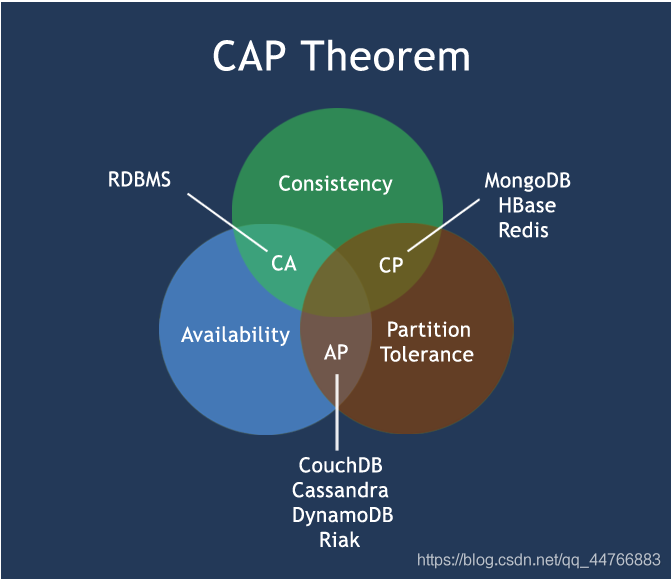 CAP Theorem
RDBMS
Consistency
MongoDB
HBase
Redis
CA
CP
Availability
Partition
Tolerance
AP
CouchDB
Cassandra
DynamoDB
Riak
https://blog.csdn.net/qq_44766883